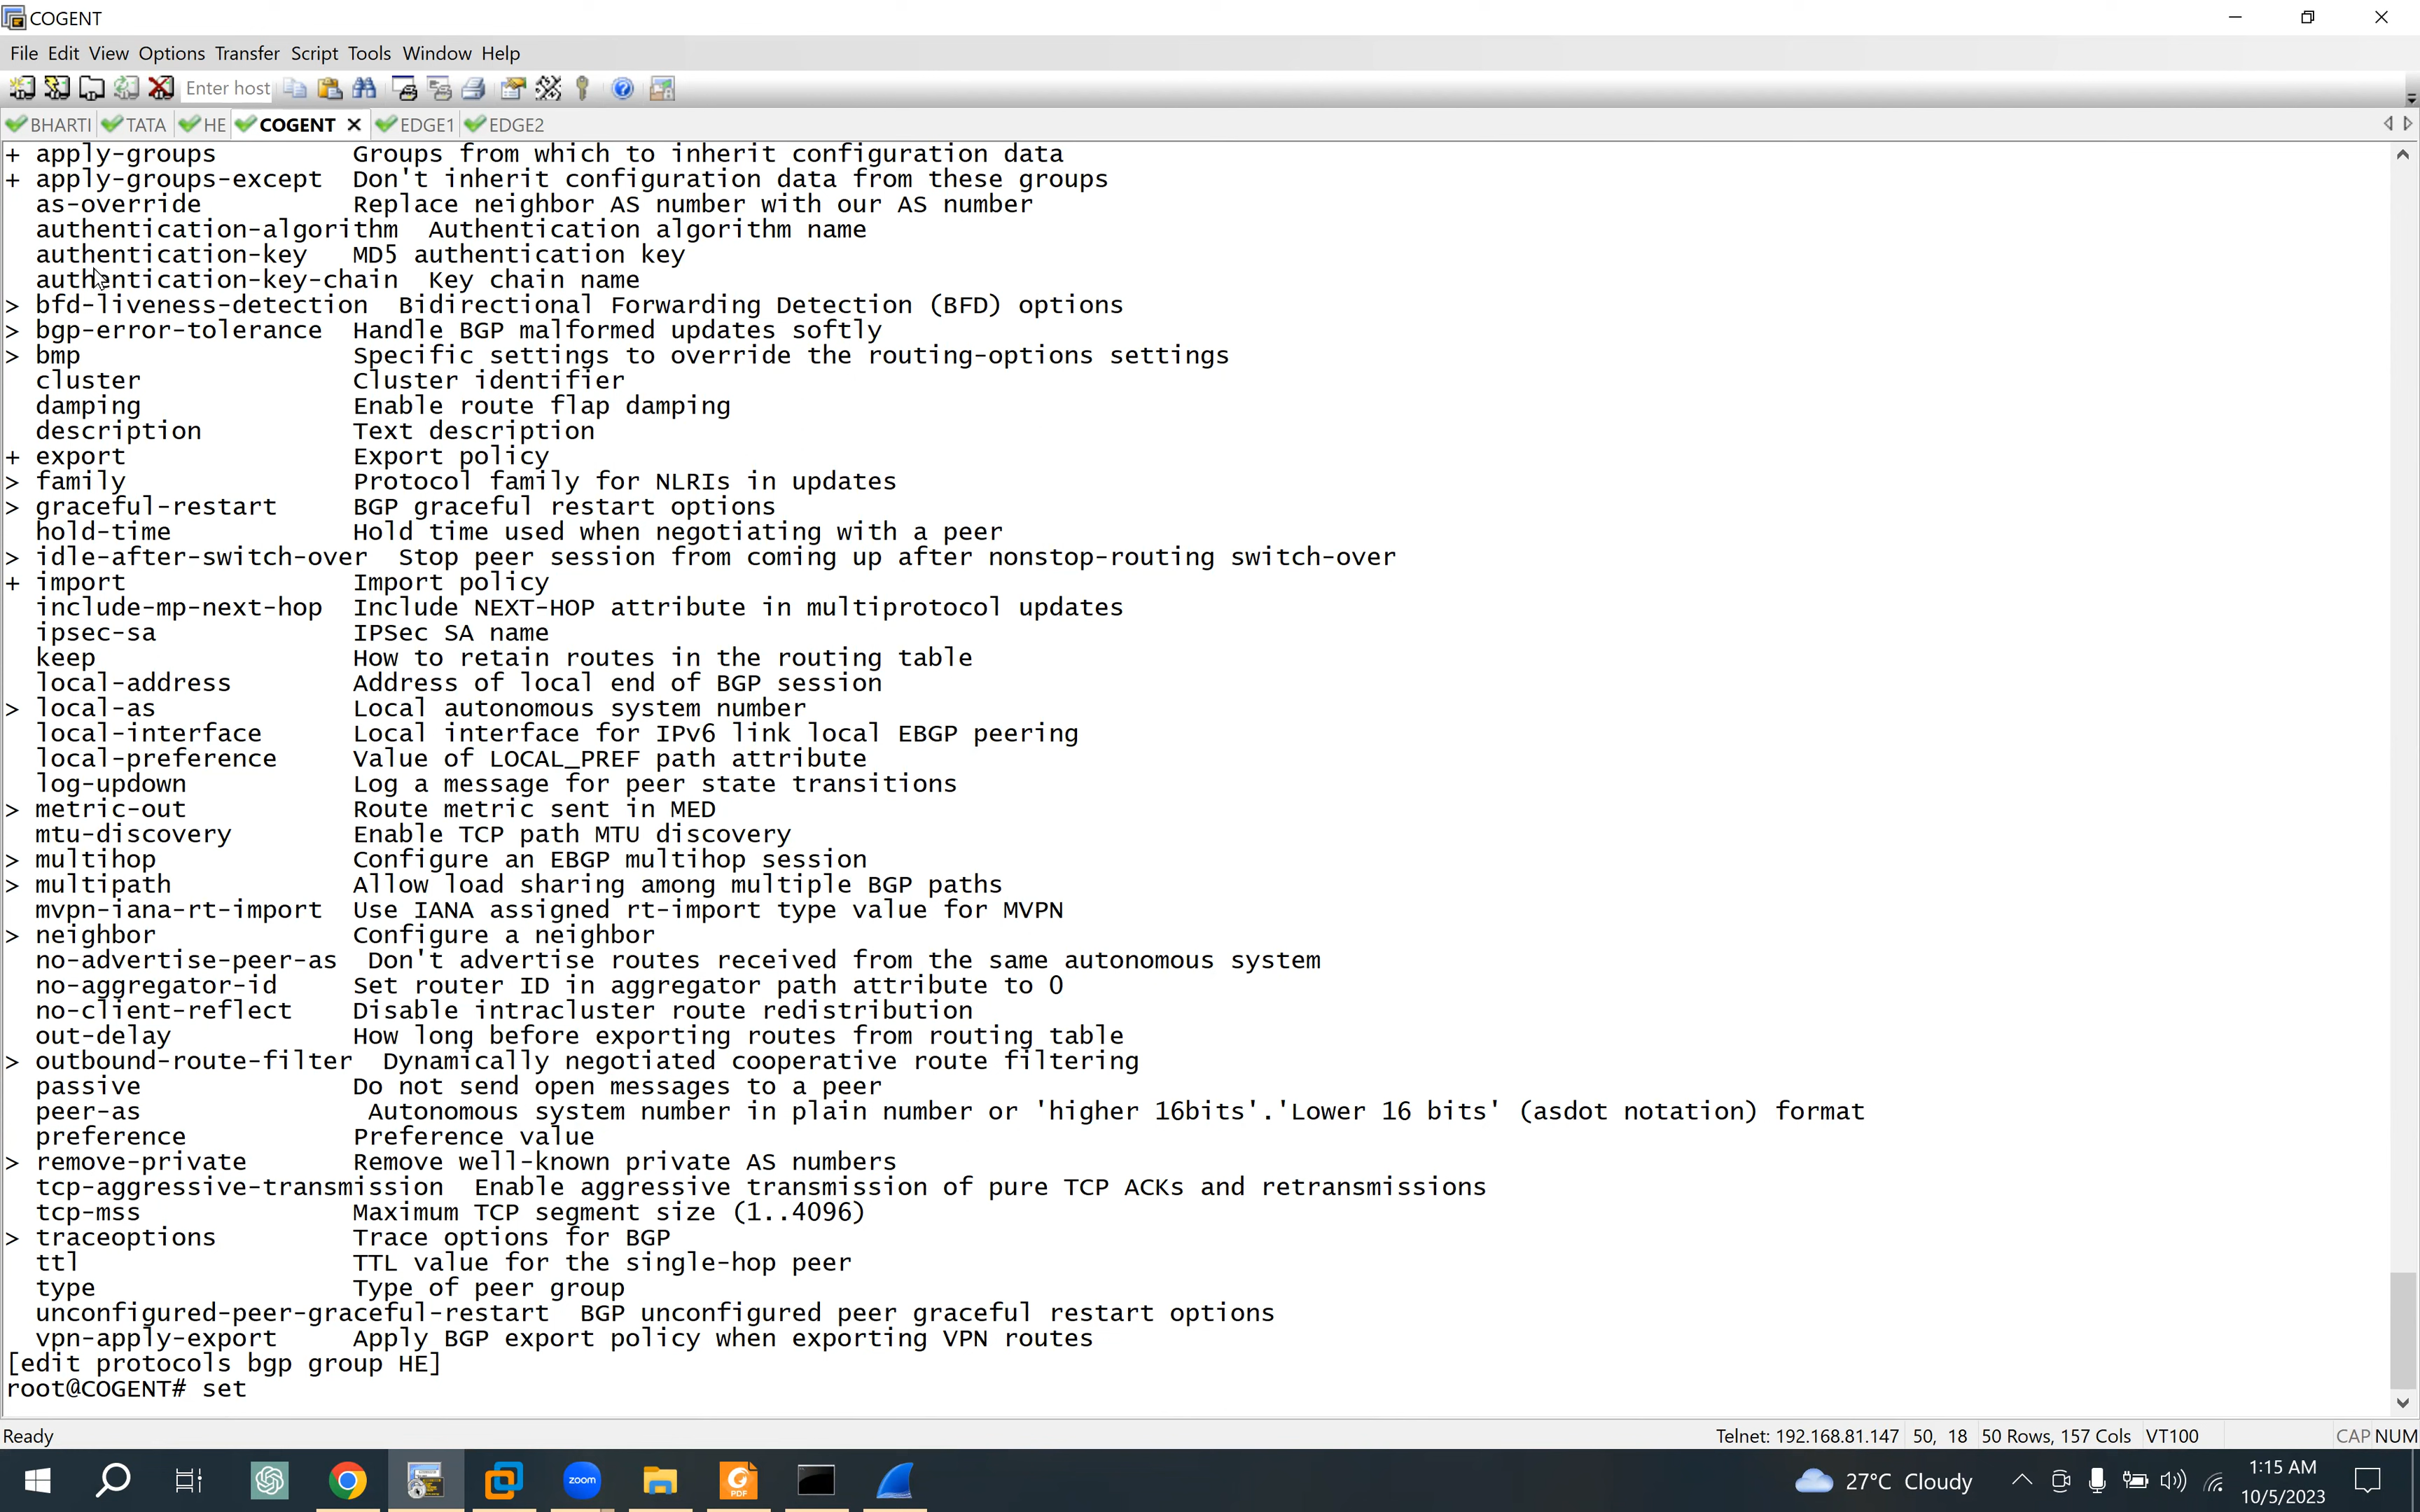 COGENT
File Edit View Options Transfer Script Tools Window Help
Enter host
BHARTI TATA HE COGENT EDGE1 EDGE2
+ apply-groups Groups from which to inherit configuration data
+ apply-groups-except Don't inherit configuration data from these groups
as-override Replace neighbor AS number with our AS number
authentication-algorithm Authentication algorithm name
authentication-key MD5 authentication key
authentication-key-chain Key chain name
> bfd-liveness-detection Bidirectional Forwarding Detection (BFD) options
> bgp-error-tolerance Handle BGP malformed updates softly
> bmp Specific settings to override the routing-options settings
cluster Cluster identifier
damping Enable route flap damping
description Text description
+ export Export policy
> family Protocol family for NLRIs in updates
> graceful-restart BGP graceful restart options
hold-time Hold time used when negotiating with a peer
> idle-after-switch-over Stop peer session from coming up after nonstop-routing switch-over
+ import Import policy
include-mp-next-hop Include NEXT-HOP attribute in multiprotocol updates
ipsec-sa IPSec SA name
keep How to retain routes in the routing table
local-address Address of local end of BGP session
> local-as Local autonomous system number
local-interface Local interface for IPv6 link local EBGP peering
local-preference Value of LOCAL_PREF path attribute
log-updown Log a message for peer state transitions
> metric-out Route metric sent in MED
mtu-discovery Enable TCP path MTU discovery
> multihop Configure an EBGP multihop session
> multipath Allow load sharing among multiple BGP paths
mvpn-iana-rt-import Use IANA assigned rt-import type value for MVPN
> neighbor Configure a neighbor
no-advertise-peer-as Don't advertise routes received from the same autonomous system
no-aggregator-id Set router ID in aggregator path attribute to 0
no-client-reflect Disable intracluster route redistribution
out-delay How long before exporting routes from routing table
> outbound-route-filter Dynamically negotiated cooperative route filtering
passive Do not send open messages to a peer
peer-as Autonomous system number in plain number or 'higher 16bits'.'Lower 16 bits' (asdot notation) format
preference Preference value
> remove-private Remove well-known private AS numbers
tcp-aggressive-transmission Enable aggressive transmission of pure TCP ACKs and retransmissions
tcp-mss Maximum TCP segment size (1..4096)
> traceoptions Trace options for BGP
ttl TTL value for the single-hop peer
type Type of peer group
unconfigured-peer-graceful-restart BGP unconfigured peer graceful restart options
vpn-apply-export Apply BGP export policy when exporting VPN routes
[edit protocols bgp group HE]
root@COGENT# set
Ready Telnet: 192.168.81.147 50, 18 50 Rows, 157 Cols VT100 CAP NUM
zoom PDF 27°C Cloudy 1:15 AM
10/5/2023